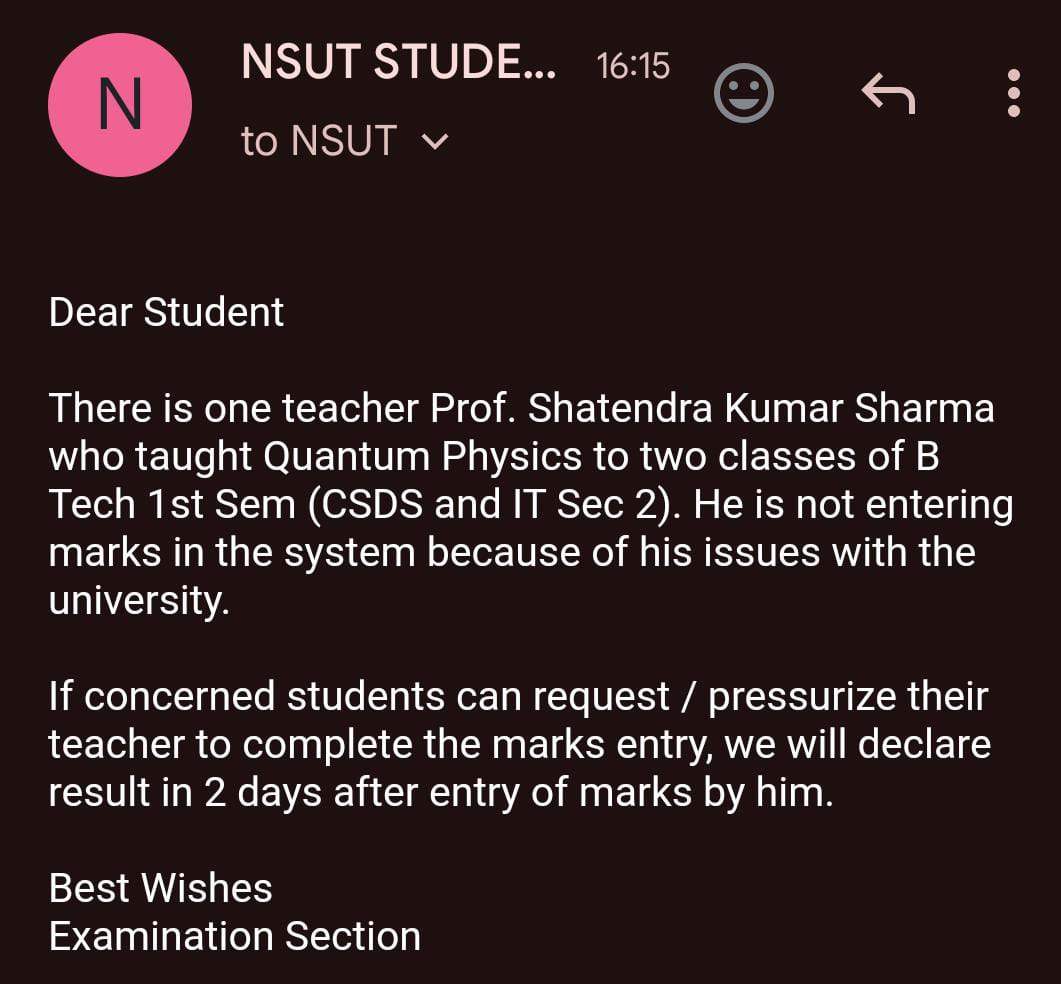 N
NSUT STUDE... 16:15
to NSUT
Dear Student
There is one teacher Prof. Shatendra Kumar Sharma
who taught Quantum Physics to two classes of B
Tech 1st Sem (CSDS and IT Sec 2). He is not entering
marks in the system because of his issues with the
university.
If concerned students can request / pressurize their
teacher to complete the marks entry, we will declare
result in 2 days after entry of marks by him.
Best Wishes
Examination Section